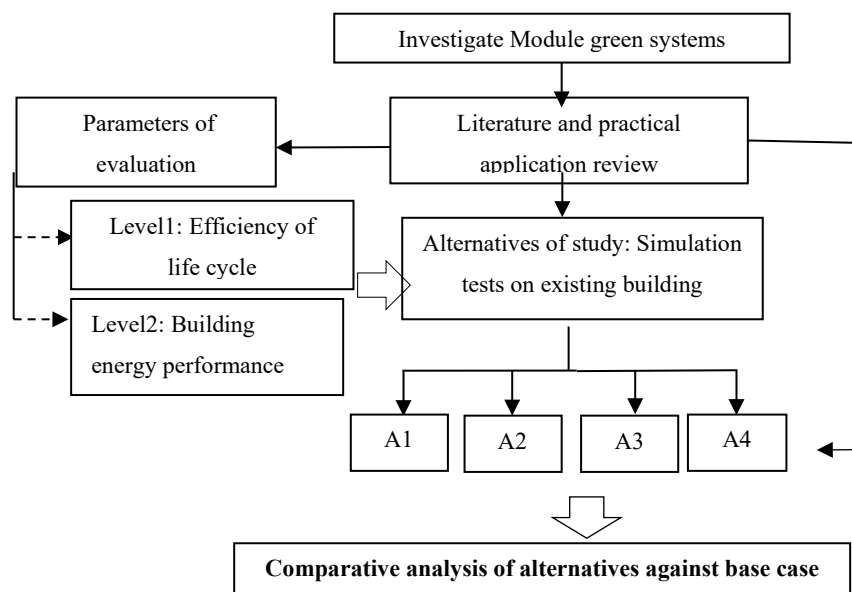 Investigate Module green systems
Parameters of
evaluation
Literature and practical
application review
Level1: Efficiency of
life cycle
Level2: Building
energy performance
Alternatives of study: Simulation
tests on existing building
A1
A2
A3
A4
Comparative analysis of alternatives against base case